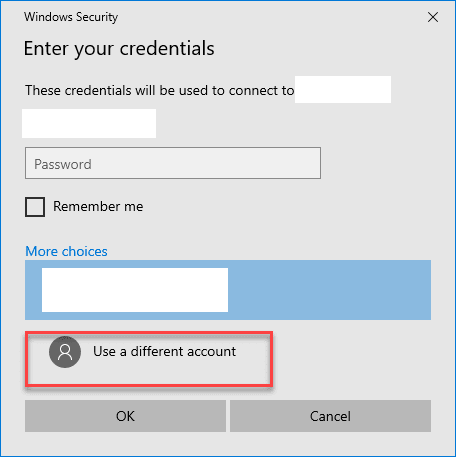 Windows Security
Enter your credentials
These credentials will be used to connect to
Password
Remember me
More choices
Use a different account
OK
Cancel